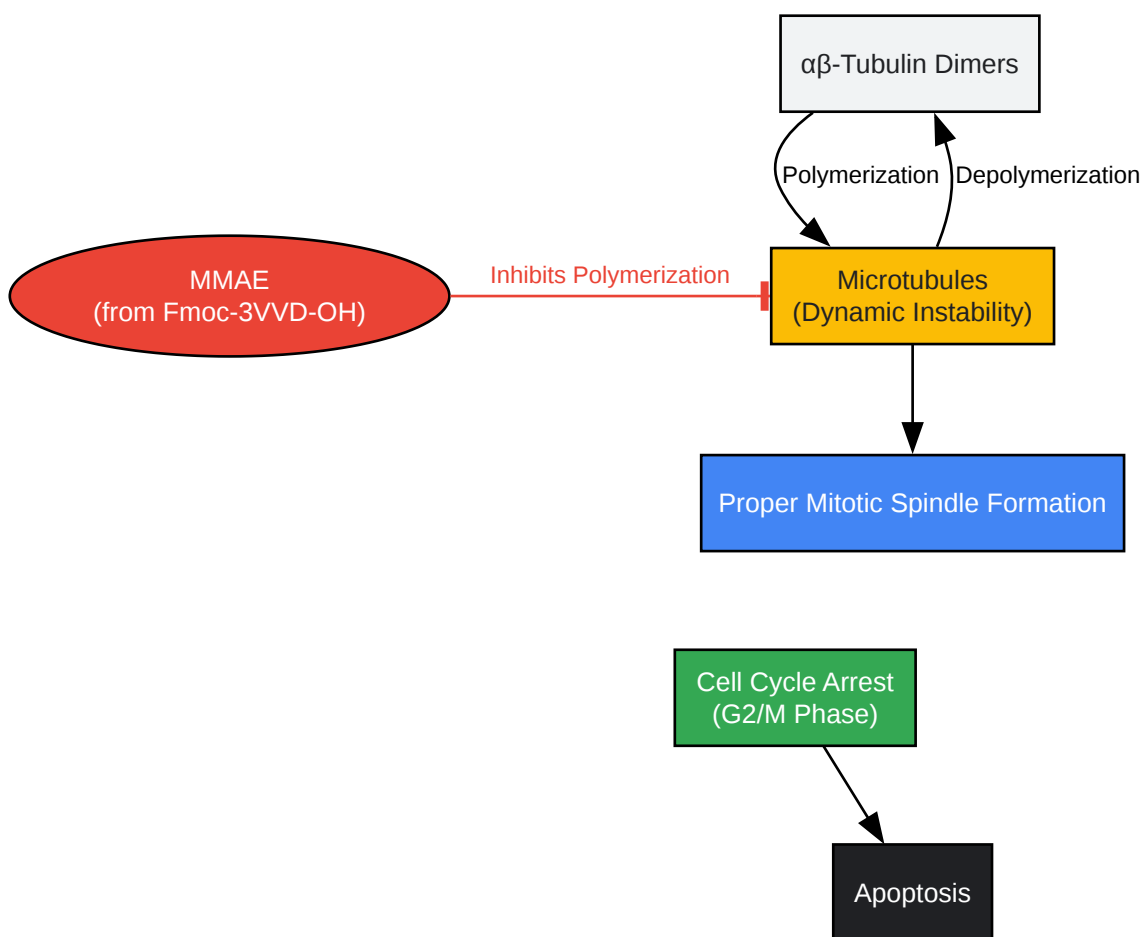 αβ-Tubulin Dimers
Polymerization
Depolymerization
MMAE
(from Fmoc-3VVD-OH)
Inhibits Polymerization
Microtubules
(Dynamic Instability)
Proper Mitotic Spindle Formation
Cell Cycle Arrest
(G2/M Phase)
Apoptosis